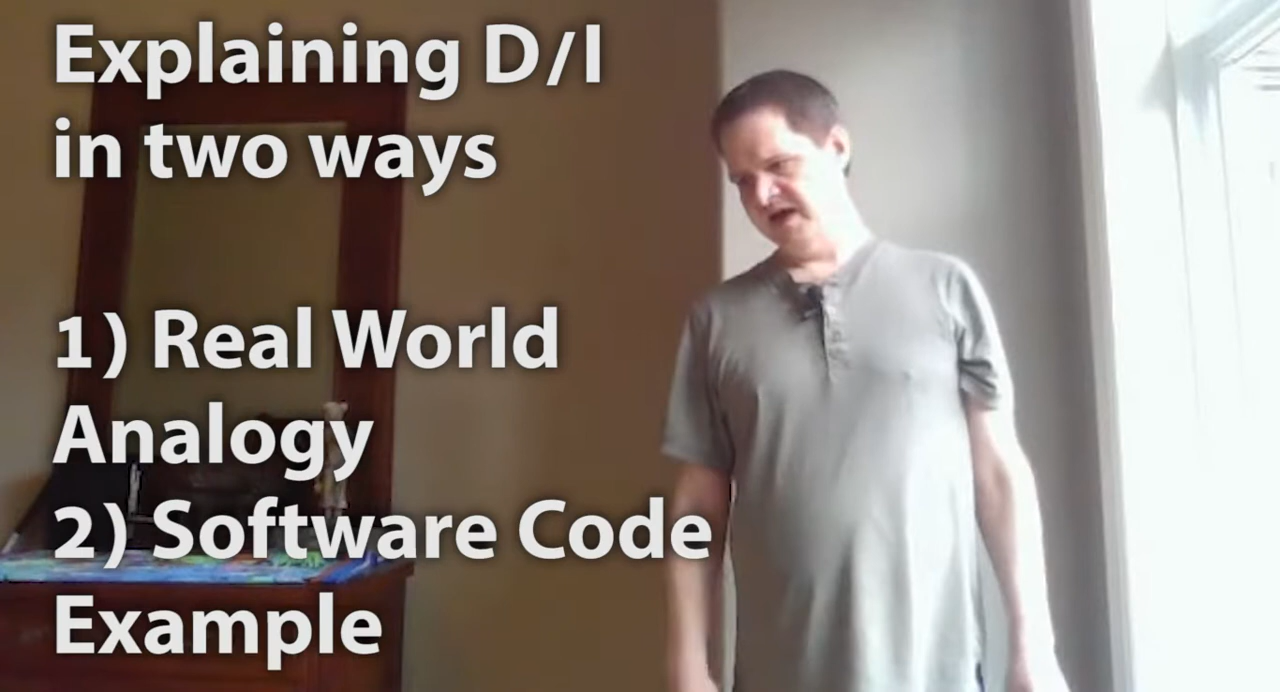 Explaining D/I
in two ways
1) Real World
Analogy
2) Software Code
Example